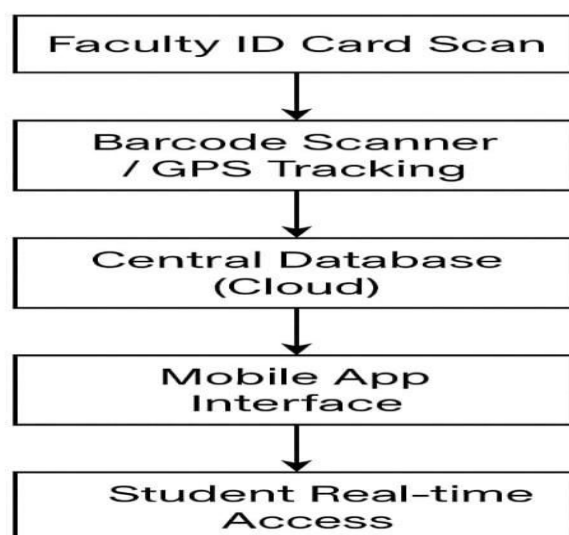 Faculty ID Card Scan
Barcode Scanner
/ GPS Tracking
Central Database
(Cloud)
Mobile App
Interface
Student Real-time
Access